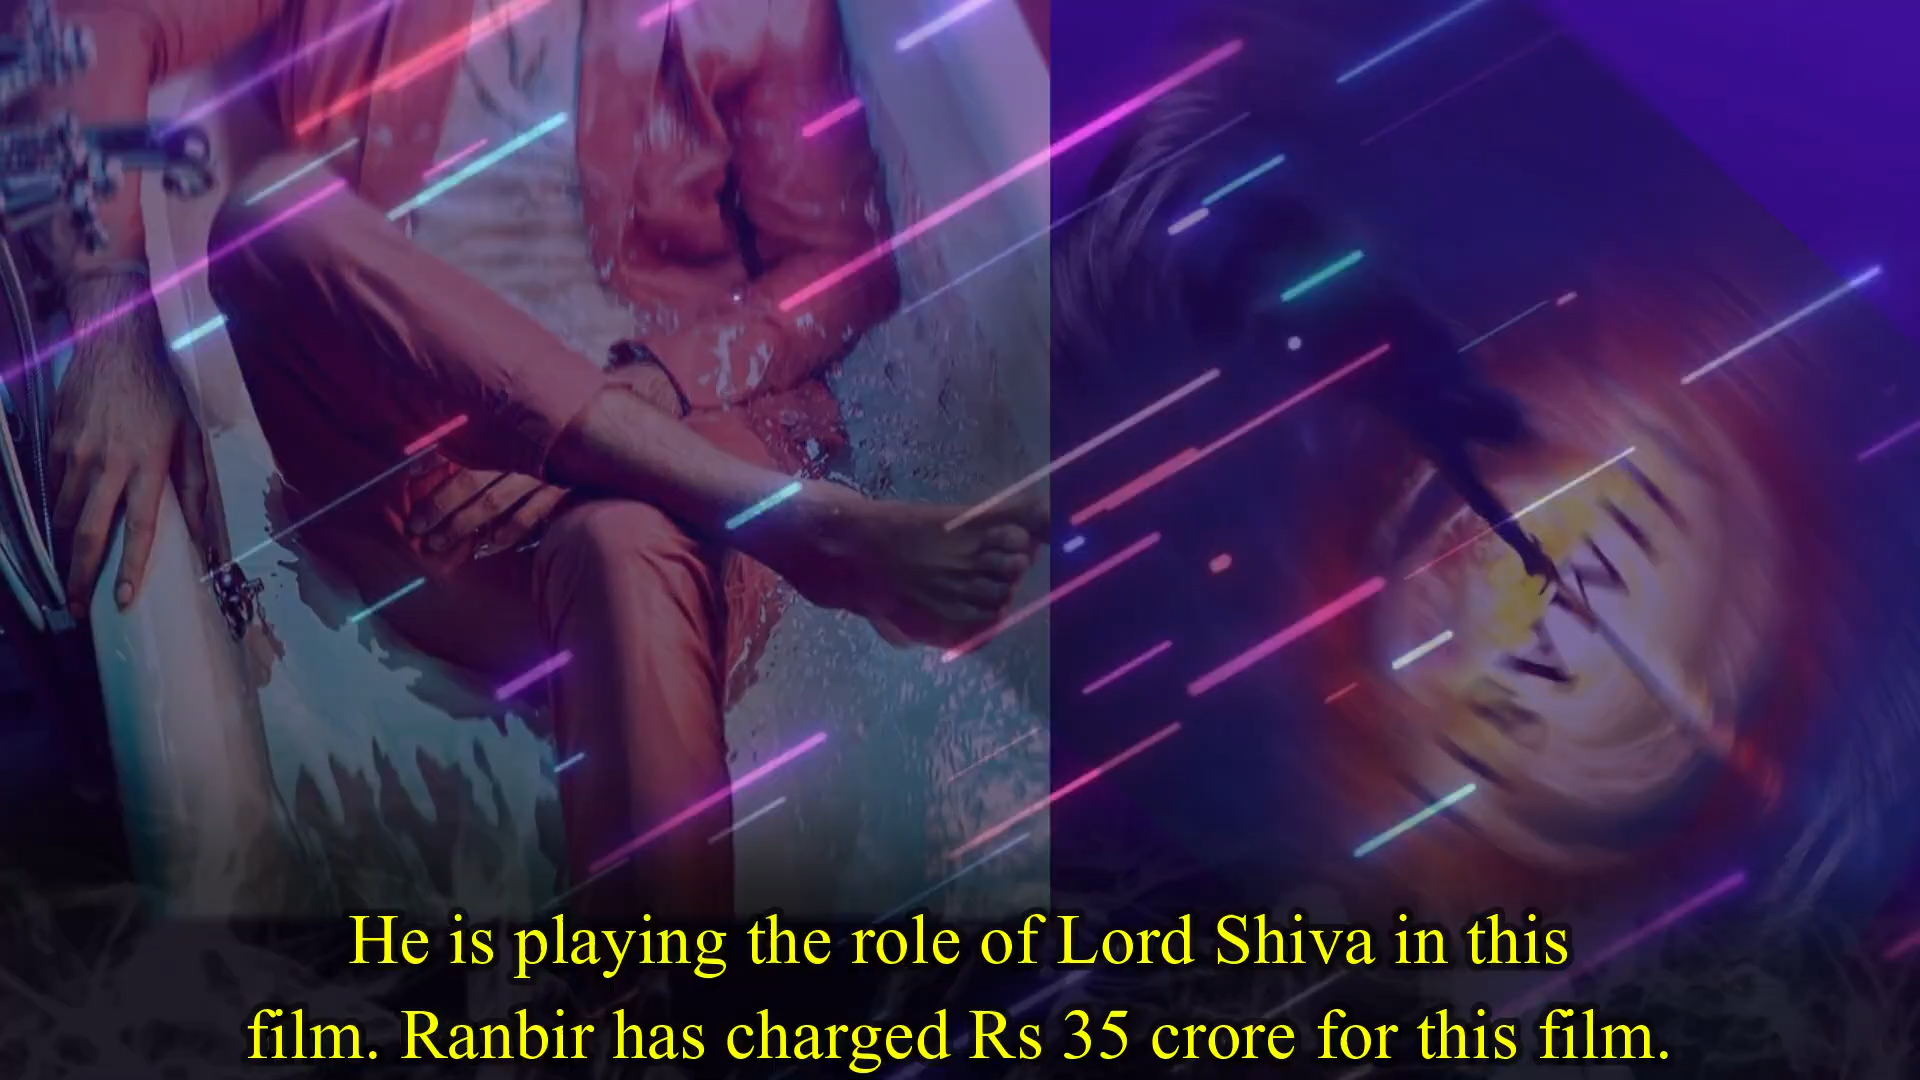 He is playing the role of Lord Shiva in this
film. Ranbir has charged Rs 35 crore for this film.